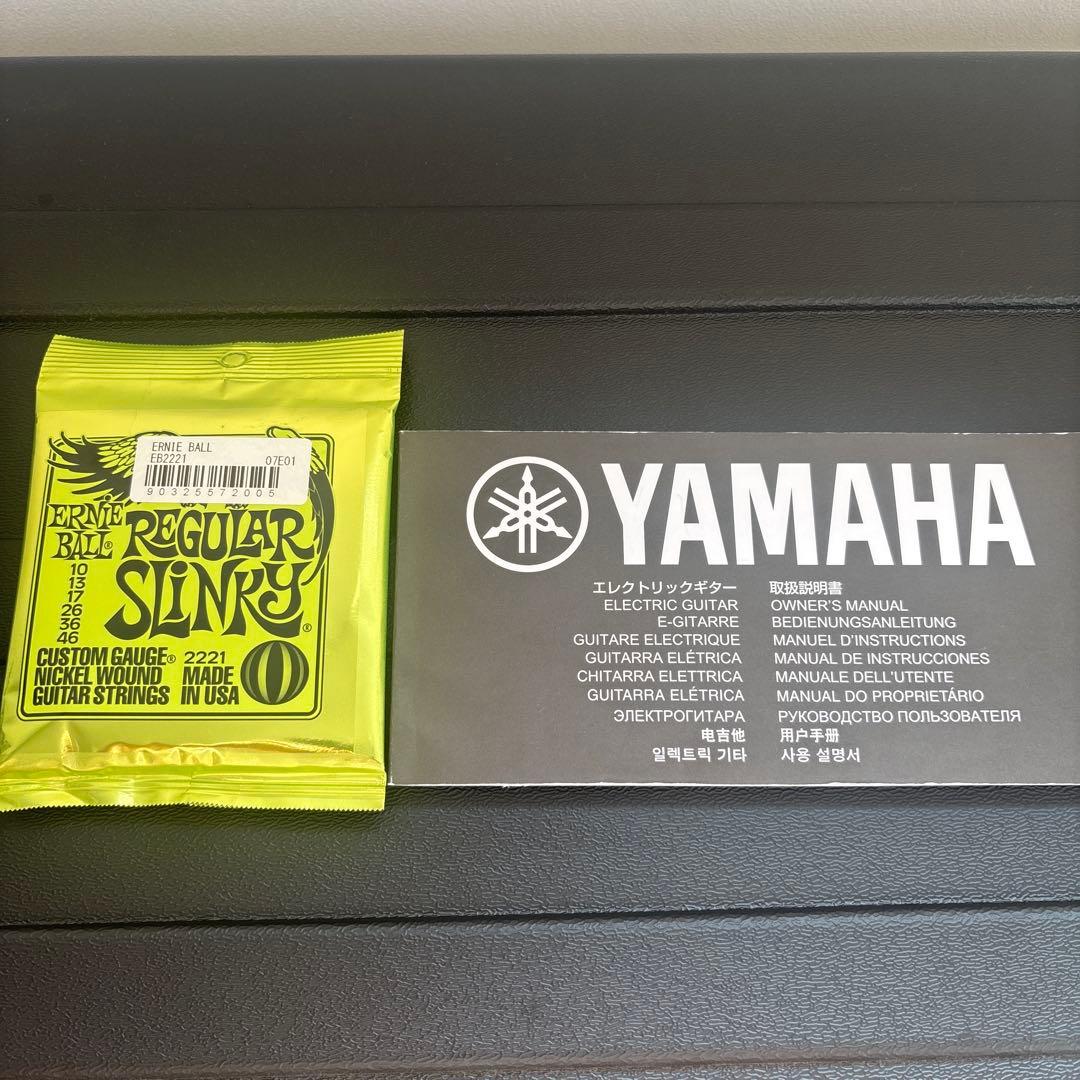 ERNIE BALL
EB2221 07E01
90325572005
ERNIE BALL® REGULAR SLINKY®
10
13
17
26
36
46
CUSTOM GAUGE® 2221
NICKEL WOUND MADE
GUITAR STRINGS IN USA
YAMAHA
エレクトリックギター 取扱説明書
ELECTRIC GUITAR OWNER'S MANUAL
E-GITARRE BEDIENUNGSANLEITUNG
GUITARE ELECTRIQUE MANUEL D'INSTRUCTIONS
GUITARRA ELÉTRICA MANUAL DE INSTRUCCIONES
CHITARRA ELETTRICA MANUALE DELL'UTENTE
GUITARRA ELÉTRICA MANUAL DO PROPRIETÁRIO
ЭЛЕКТРОГИТАРА РУКОВОДСТВО ПОЛЬЗОВАТЕЛЯ
电吉他 用户手册
일렉트릭 기타 사용 설명서